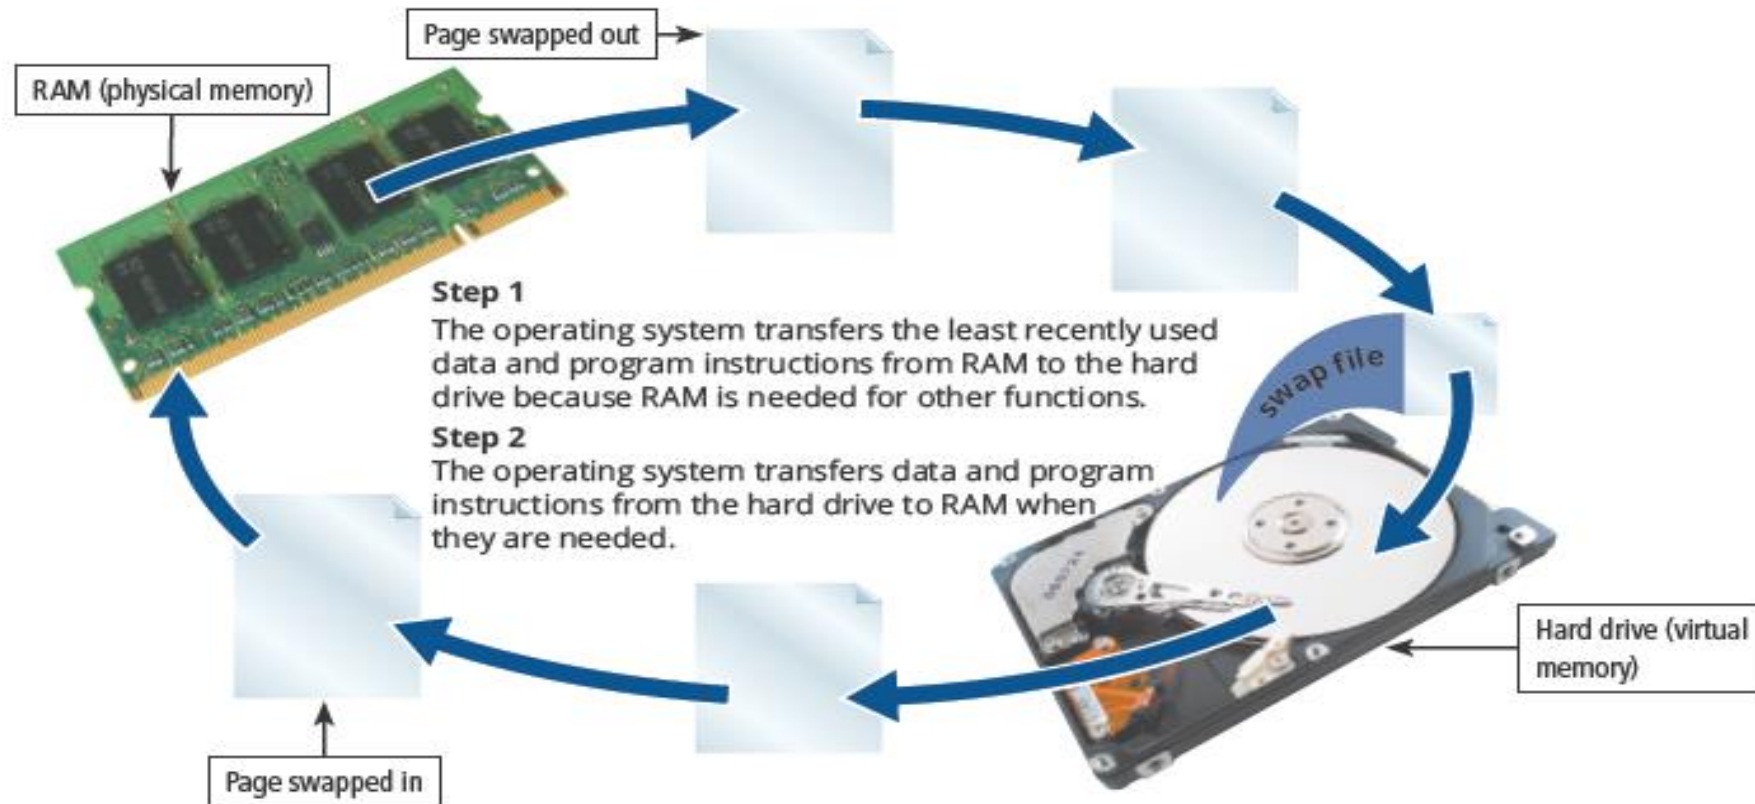 Page swapped out
RAM (physical memory)
Step 1
The operating system transfers the least recently used
data and program instructions from RAM to the hard
drive because RAM is needed for other functions.
swap file
Step 2
The operating system transfers data and program
instructions from the hard drive to RAM when
they are needed.
Hard drive (virtual
memory)
Page swapped in